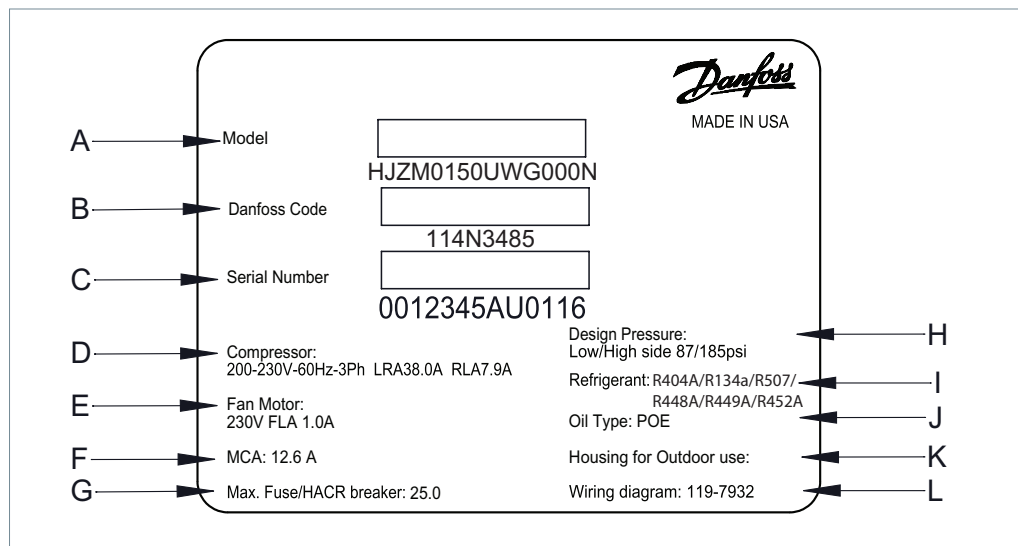 Danfoss
MADE IN USA
A Model
HJZM0150UWG000N
B Danfoss Code
114N3485
C Serial Number
0012345AU0116
D Compressor:
200-230V-60Hz-3Ph LRA38.0A RLA7.9A
E Fan Motor:
230V FLA 1.0A
F MCA: 12.6 A
G Max. Fuse/HACR breaker: 25.0
Design Pressure: H
Low/High side 87/185psi
Refrigerant: R404A/R134a/R507/ I
R448A/R449A/R452A
Oil Type: POE J
Housing for Outdoor use: K
Wiring diagram: 119-7932 L